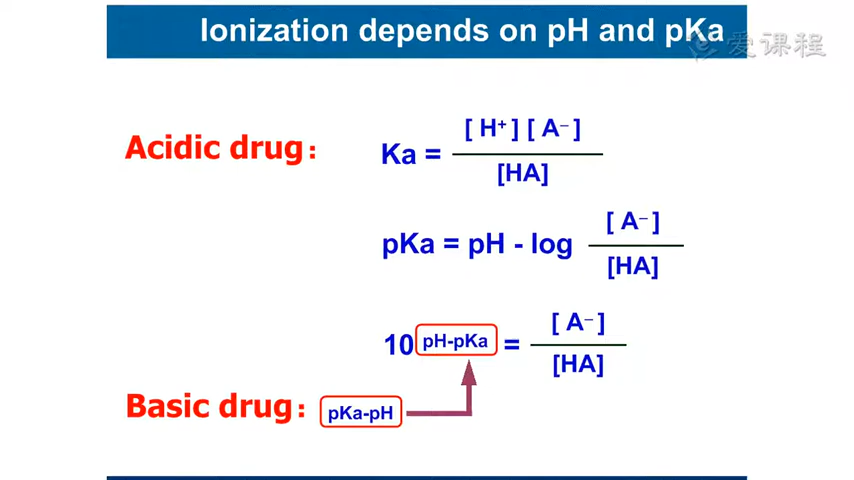 Ionization depends on pH and pKa
爱课程
Acidic drug：
Ka = [ H⁺ ] [ A⁻ ] / [HA]
pKa = pH - log [ A⁻ ] / [HA]
10 pH-pKa = [ A⁻ ] / [HA]
Basic drug： pKa-pH